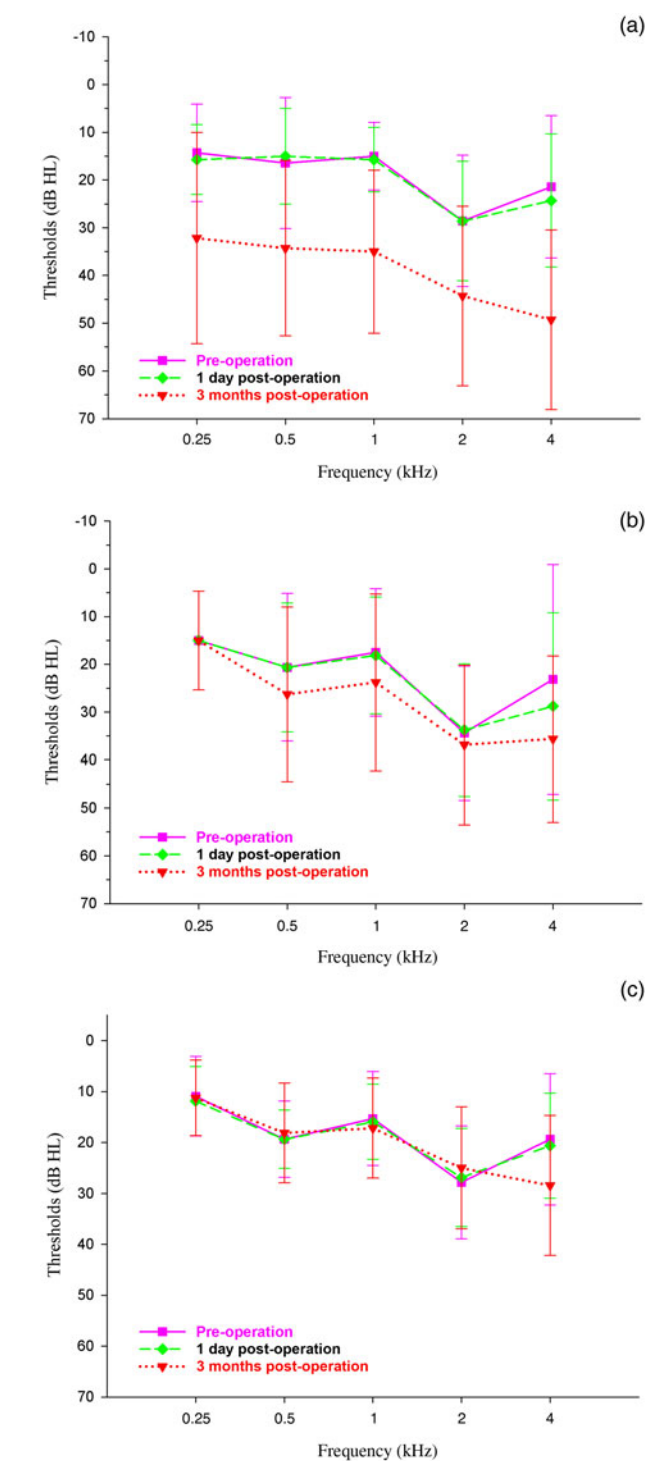 (a)
-10
0
10
20
30
40
50
60
70
Thresholds (dB HL)
Pre-operation
1 day post-operation
3 months post-operation
0.25 0.5 1 2 4
Frequency (kHz)
(b)
-10
0
10
20
30
40
50
60
70
Thresholds (dB HL)
Pre-operation
1 day post-operation
3 months post-operation
0.25 0.5 1 2 4
Frequency (kHz)
(c)
0
10
20
30
40
50
60
70
Thresholds (dB HL)
Pre-operation
1 day post-operation
3 months post-operation
0.25 0.5 1 2 4
Frequency (kHz)